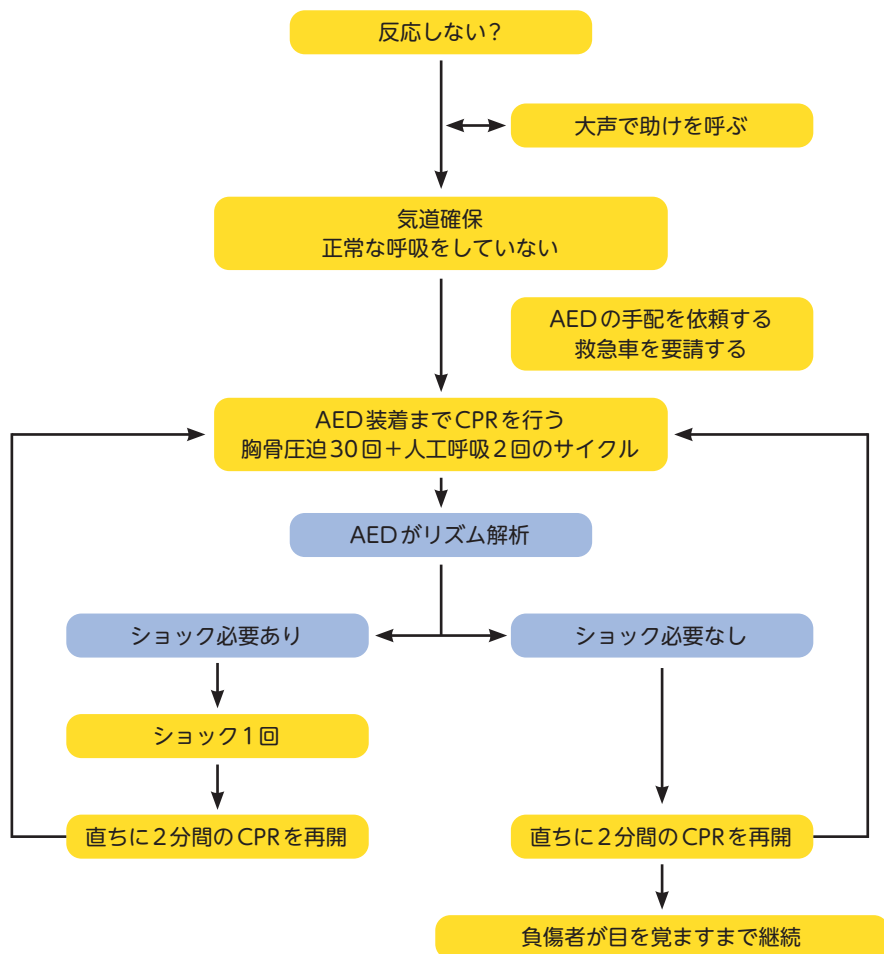 反応しない？
大声で助けを呼ぶ
気道確保
正常な呼吸をしていない
AEDの手配を依頼する
救急車を要請する
AED装着までCPRを行う
胸骨圧迫30回＋人工呼吸2回のサイクル
AEDがリズム解析
ショック必要あり
ショック必要なし
ショック1回
直ちに2分間のCPRを再開
直ちに2分間のCPRを再開
負傷者が目を覚ますまで継続